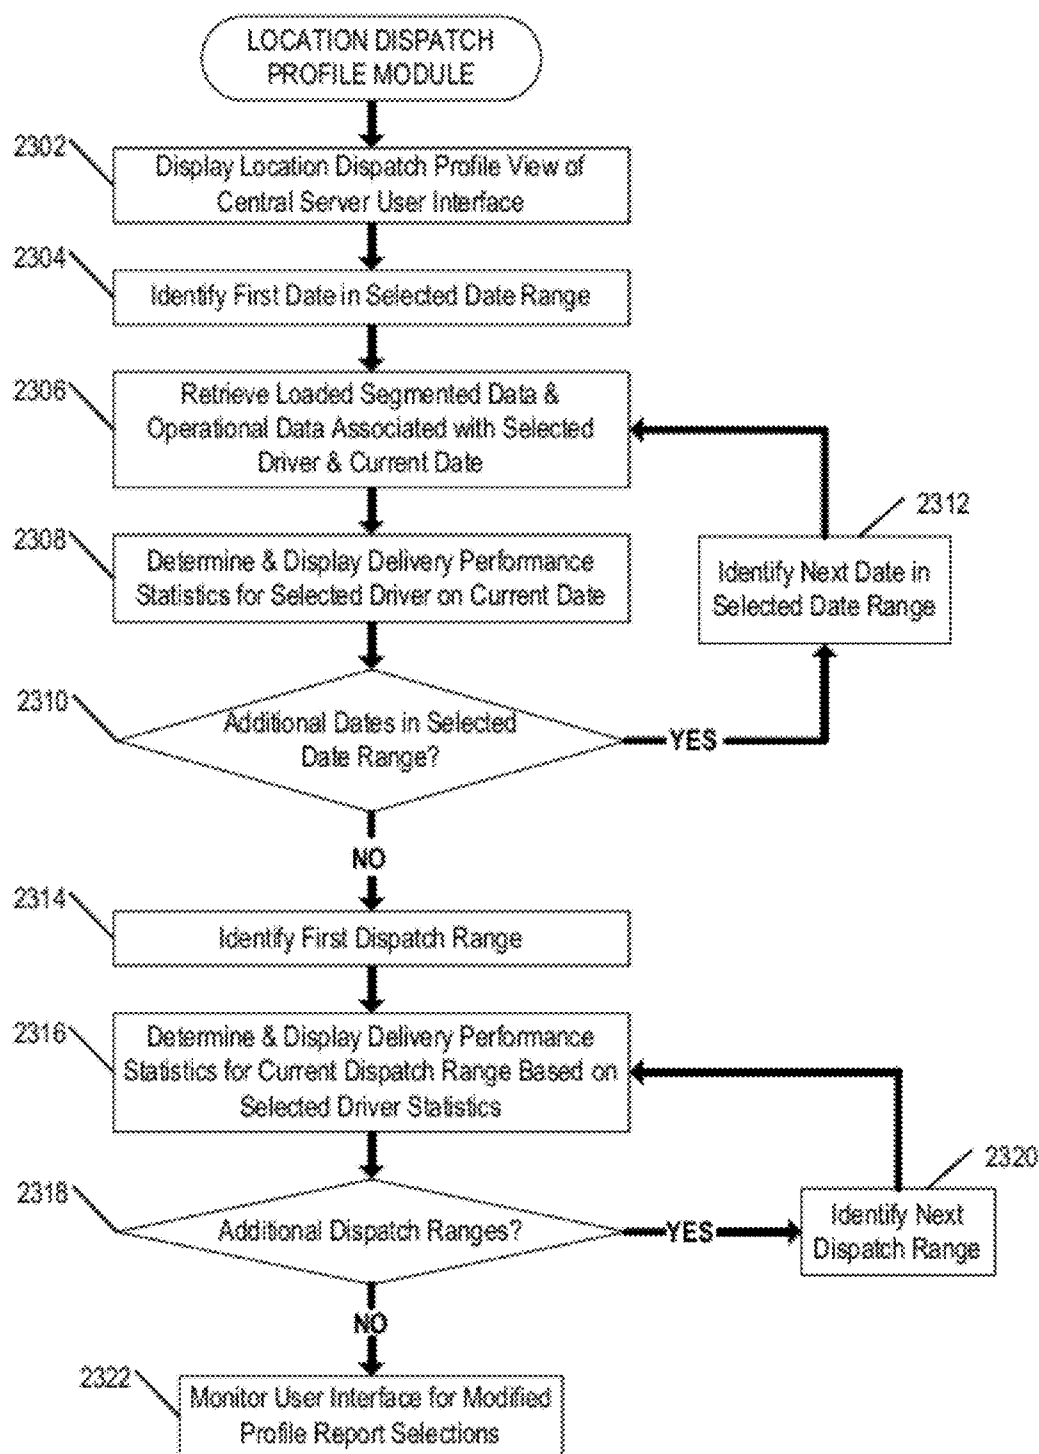 LOCATION DISPATCH
PROFILE MODULE
2302
Display Location Dispatch Profile View of
Central Server User Interface
2304
Identify First Date in Selected Date Range
2306
Retrieve Loaded Segmented Data &
Operational Data Associated with Selected
Driver & Current Date
2312
Identify Next Date in
Selected Date Range
2308
Determine & Display Delivery Performance
Statistics for Selected Driver on Current Date
2310
Additional Dates in Selected
Date Range?
YES
NO
2314
Identify First Dispatch Range
2316
Determine & Display Delivery Performance
Statistics for Current Dispatch Range Based on
Selected Driver Statistics
2318
Additional Dispatch Ranges?
YES
2320
Identify Next
Dispatch Range
NO
2322
Monitor User Interface for Modified
Profile Report Selections